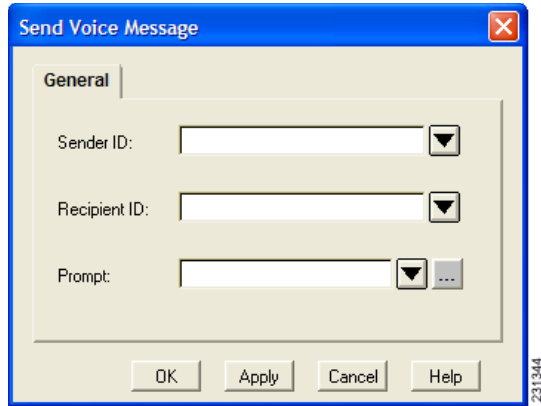 Send Voice Message
General
Sender ID:
Recipient ID:
Prompt:
...
OK Apply Cancel Help
231344